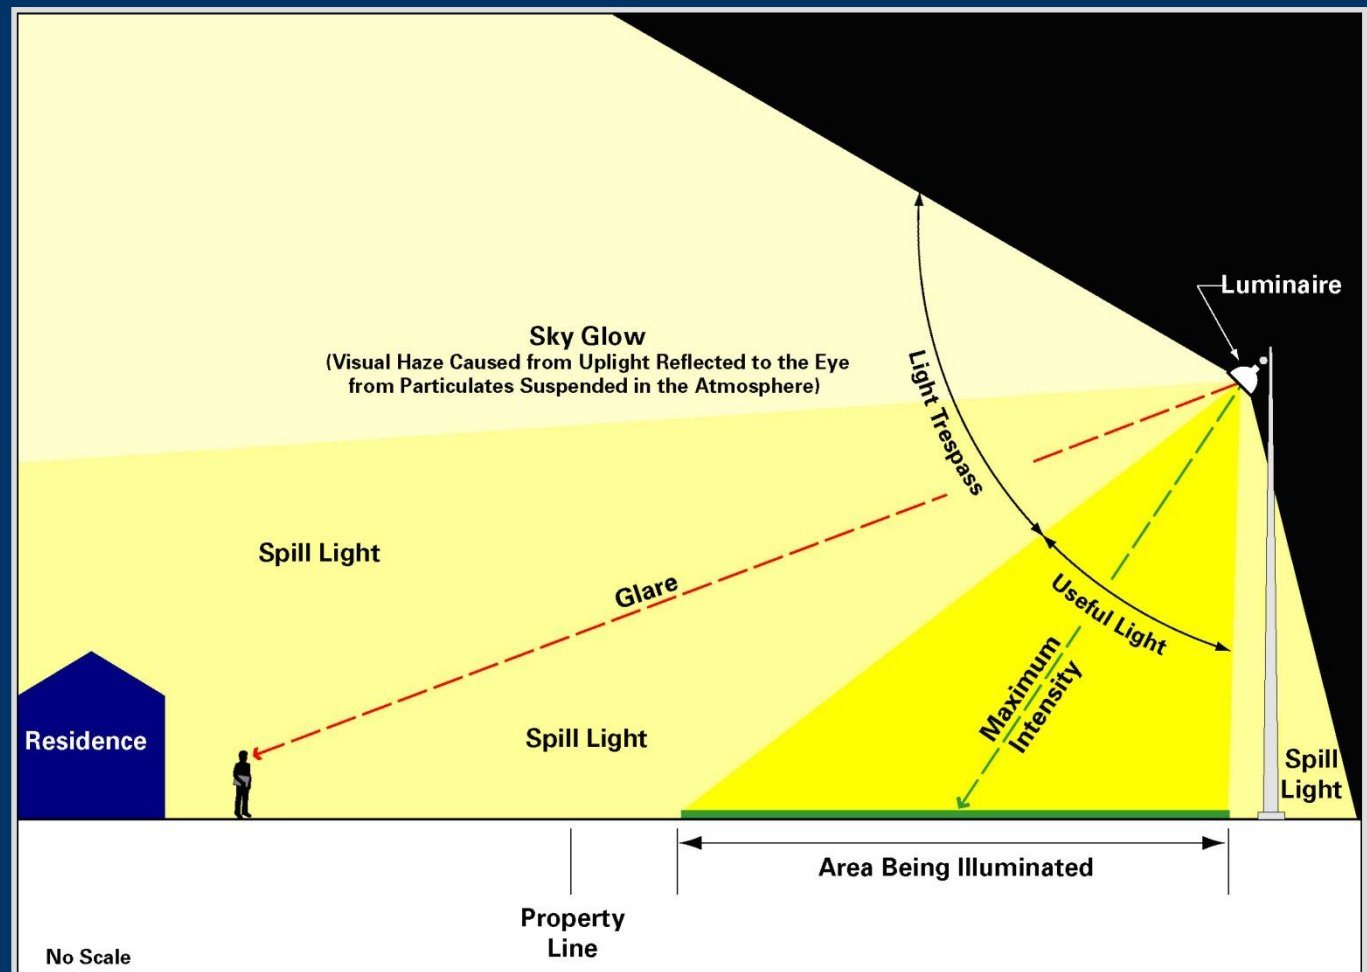 Luminaire
Sky Glow
(Visual Haze Caused from Uplight Reflected to the Eye
from Particulates Suspended in the Atmosphere)
Light Trespass
Spill Light
Glare
Useful Light
Maximum
Intensity
Residence
Spill Light
Spill
Light
Area Being Illuminated
Property
Line
No Scale